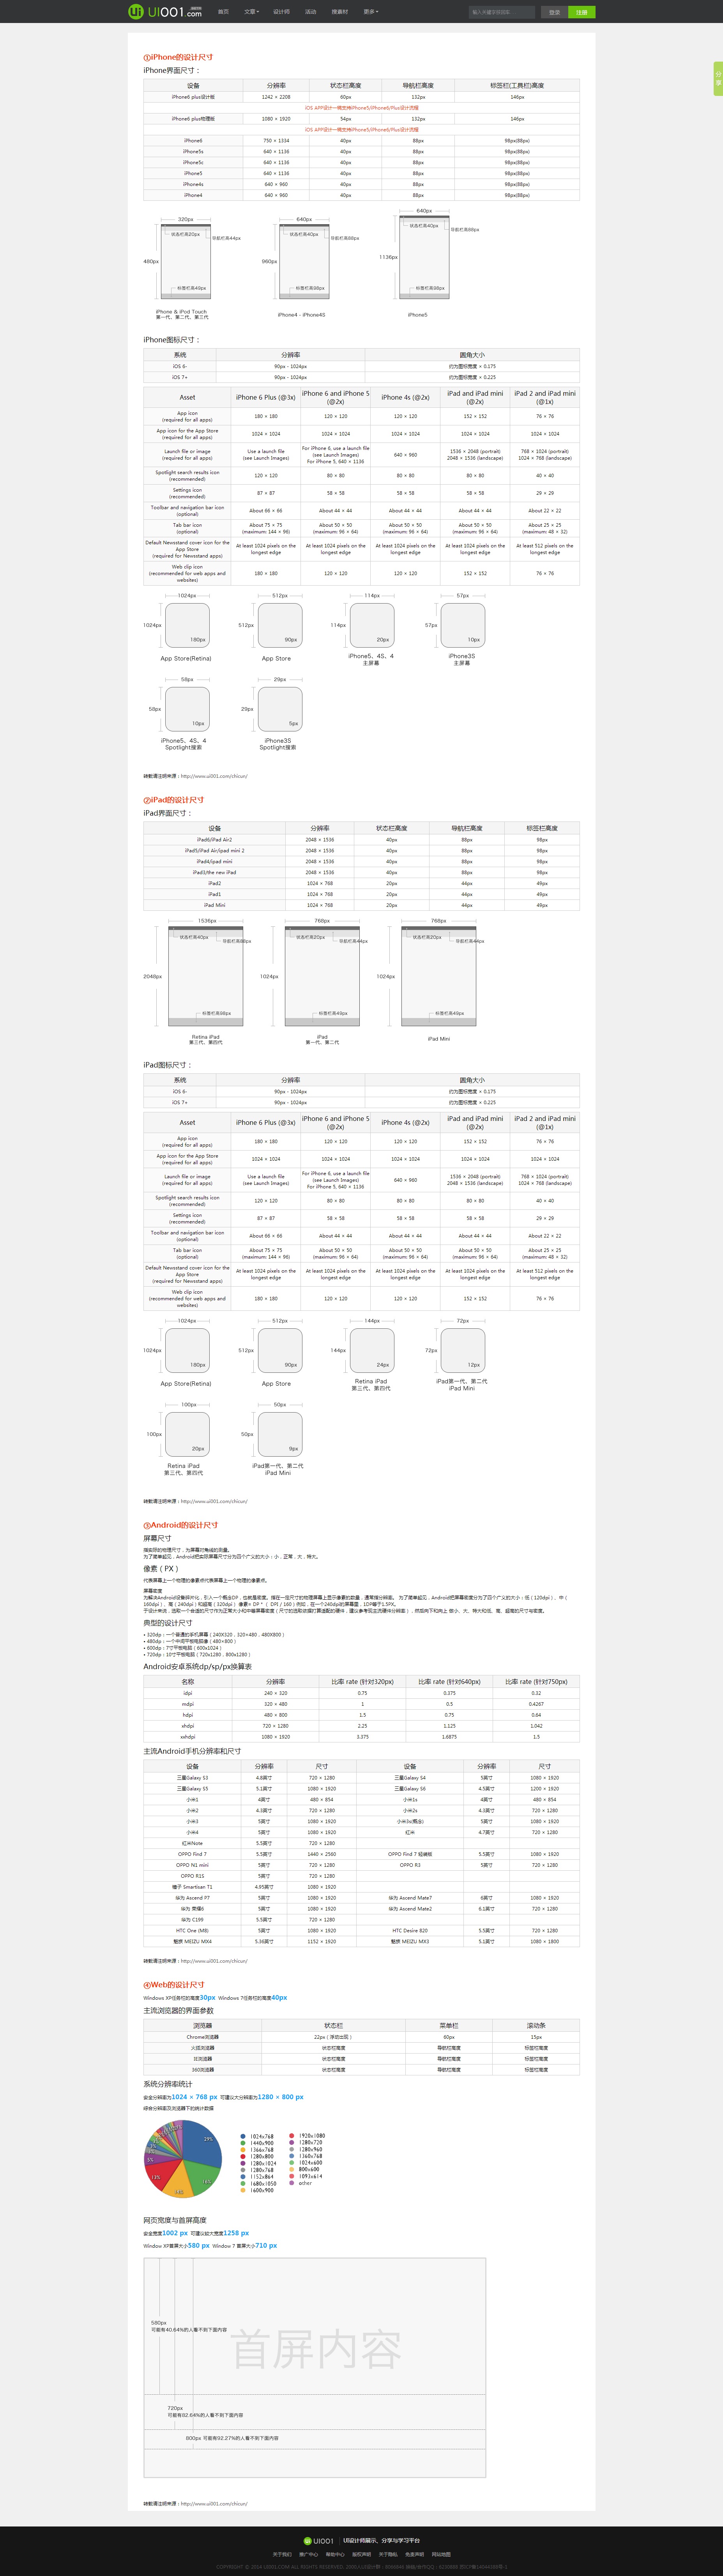 UI001.com
首页 文章 设计师 活动 搜素材 更多
登录 注册
分享
①iPhone的设计尺寸
iPhone界面尺寸：
设备 分辨率 状态栏高度 导航栏高度 标签栏(工具栏)高度
iPhone6 plus设计版 1242 × 2208 60px 132px 146px
iOS APP设计一稿支持iPhone5/iPhone6/Plus设计流程
iPhone6 plus物理版 1080 × 1920 54px 132px 146px
iOS APP设计一稿支持iPhone5/iPhone6/Plus设计流程
iPhone6 750 × 1334 40px 88px 98px(88px)
iPhone5s 640 × 1136 40px 88px 98px(88px)
iPhone5c 640 × 1136 40px 88px 98px(88px)
iPhone5 640 × 1136 40px 88px 98px(88px)
iPhone4s 640 × 960 40px 88px 98px(88px)
iPhone4 640 × 960 40px 88px 98px(88px)
320px 640px 640px
状态栏高20px 状态栏高40px 状态栏高40px
导航栏高44px 导航栏高88px 导航栏高88px
480px 960px 1136px
标签栏高49px 标签栏高98px 标签栏高98px
iPhone & iPod Touch
第一代、第二代、第三代
iPhone4 - iPhone4S
iPhone5
iPhone图标尺寸：
系统 分辨率 圆角大小
iOS 6- 90px - 1024px 约为图标宽度 × 0.175
iOS 7+ 90px - 1024px 约为图标宽度 × 0.225
Asset iPhone 6 Plus (@3x) iPhone 6 and iPhone 5 (@2x) iPhone 4s (@2x) iPad and iPad mini (@2x) iPad 2 and iPad mini (@1x)
App icon (required for all apps) 180 × 180 120 × 120 120 × 120 152 × 152 76 × 76
App icon for the App Store (required for all apps) 1024 × 1024 1024 × 1024 1024 × 1024 1024 × 1024 1024 × 1024
Launch file or image (required for all apps) Use a launch file (see Launch Images) For iPhone 6, use a launch file (see Launch Images) For iPhone 5, 640 × 1136 640 × 960 1536 × 2048 (portrait) 2048 × 1536 (landscape) 768 × 1024 (portrait) 1024 × 768 (landscape)
Spotlight search results icon (recommended) 120 × 120 80 × 80 80 × 80 80 × 80 40 × 40
Settings icon (recommended) 87 × 87 58 × 58 58 × 58 58 × 58 29 × 29
Toolbar and navigation bar icon (optional) About 66 × 66 About 44 × 44 About 44 × 44 About 44 × 44 About 22 × 22
Tab bar icon (optional) About 75 × 75 (maximum: 144 × 96) About 50 × 50 (maximum: 96 × 64) About 50 × 50 (maximum: 96 × 64) About 50 × 50 (maximum: 96 × 64) About 25 × 25 (maximum: 48 × 32)
Default Newsstand cover icon for the App Store (required for Newsstand apps) At least 1024 pixels on the longest edge At least 1024 pixels on the longest edge At least 1024 pixels on the longest edge At least 1024 pixels on the longest edge At least 512 pixels on the longest edge
Web clip icon (recommended for web apps and websites) 180 × 180 120 × 120 120 × 120 152 × 152 76 × 76
1024px 512px 114px 57px
1024px 180px 512px 90px 114px 20px 57px 10px
App Store(Retina) App Store iPhone5、4S、4 主屏幕 iPhone3S 主屏幕
58px 29px
58px 10px 29px 5px
iPhone5、4S、4 Spotlight搜索 iPhone3S Spotlight搜索
转载请注明来源：http://www.ui001.com/chicun/
②iPad的设计尺寸
iPad界面尺寸：
设备 分辨率 状态栏高度 导航栏高度 标签栏高度
iPad6/iPad Air2 2048 × 1536 40px 88px 98px
iPad5/iPad Air/ipad mini 2 2048 × 1536 40px 88px 98px
iPad4/ipad mini 2048 × 1536 40px 88px 98px
iPad3/the new iPad 2048 × 1536 40px 88px 98px
iPad2 1024 × 768 20px 44px 49px
iPad1 1024 × 768 20px 44px 49px
iPad Mini 1024 × 768 20px 44px 49px
1536px 768px 768px
状态栏高40px 状态栏高20px 状态栏高20px
导航栏高88px 导航栏高44px 导航栏高44px
2048px 1024px 1024px
标签栏高98px 标签栏高49px 标签栏高49px
Retina iPad 第三代、第四代 iPad 第一代、第二代 iPad Mini
iPad图标尺寸：
系统 分辨率 圆角大小
iOS 6- 90px - 1024px 约为图标宽度 × 0.175
iOS 7+ 90px - 1024px 约为图标宽度 × 0.225
Asset iPhone 6 Plus (@3x) iPhone 6 and iPhone 5 (@2x) iPhone 4s (@2x) iPad and iPad mini (@2x) iPad 2 and iPad mini (@1x)
App icon (required for all apps) 180 × 180 120 × 120 120 × 120 152 × 152 76 × 76
App icon for the App Store (required for all apps) 1024 × 1024 1024 × 1024 1024 × 1024 1024 × 1024 1024 × 1024
Launch file or image (required for all apps) Use a launch file (see Launch Images) For iPhone 6, use a launch file (see Launch Images) For iPhone 5, 640 × 1136 640 × 960 1536 × 2048 (portrait) 2048 × 1536 (landscape) 768 × 1024 (portrait) 1024 × 768 (landscape)
Spotlight search results icon (recommended) 120 × 120 80 × 80 80 × 80 80 × 80 40 × 40
Settings icon (recommended) 87 × 87 58 × 58 58 × 58 58 × 58 29 × 29
Toolbar and navigation bar icon (optional) About 66 × 66 About 44 × 44 About 44 × 44 About 44 × 44 About 22 × 22
Tab bar icon (optional) About 75 × 75 (maximum: 144 × 96) About 50 × 50 (maximum: 96 × 64) About 50 × 50 (maximum: 96 × 64) About 50 × 50 (maximum: 96 × 64) About 25 × 25 (maximum: 48 × 32)
Default Newsstand cover icon for the App Store (required for Newsstand apps) At least 1024 pixels on the longest edge At least 1024 pixels on the longest edge At least 1024 pixels on the longest edge At least 1024 pixels on the longest edge At least 512 pixels on the longest edge
Web clip icon (recommended for web apps and websites) 180 × 180 120 × 120 120 × 120 152 × 152 76 × 76
1024px 512px 144px 72px
1024px 180px 512px 90px 144px 24px 72px 12px
App Store(Retina) App Store Retina iPad 第三代、第四代 iPad第一代、第二代 iPad Mini
100px 50px
100px 20px 50px 9px
Retina iPad 第三代、第四代 iPad第一代、第二代 iPad Mini
转载请注明来源：http://www.ui001.com/chicun/
③Android的设计尺寸
屏幕尺寸
指实际的物理尺寸，为屏幕对角线的测量。
为了简单起见，Android把实际屏幕尺寸分为四个广义的大小：小，正常，大，特大。
像素（PX）
代表屏幕上一个物理的像素点代表屏幕上一个物理的像素点。
屏幕密度
典型的设计尺寸
• 320dp：一个普通的手机屏幕（240X320，320×480，480X800）
• 480dp：一个中间平板电脑像（480×800）
• 600dp：7寸平板电脑（600x1024）
• 720dp：10寸平板电脑（720x1280，800x1280）
Android安卓系统dp/sp/px换算表
名称 分辨率 比率 rate (针对320px) 比率 rate (针对640px) 比率 rate (针对750px)
idpi 240 × 320 0.75 0.375 0.32
mdpi 320 × 480 1 0.5 0.4267
hdpi 480 × 800 1.5 0.75 0.64
xhdpi 720 × 1280 2.25 1.125 1.042
xxhdpi 1080 × 1920 3.375 1.6875 1.5
主流Android手机分辨率和尺寸
设备 分辨率 尺寸 设备 分辨率 尺寸
三星Galaxy S3 4.8英寸 720 × 1280 三星Galaxy S4 5英寸 1080 × 1920
三星Galaxy S5 5.1英寸 1080 × 1920 三星Galaxy S6 4.5英寸 1200 × 1920
小米1 4英寸 480 × 854 小米1s 4英寸 480 × 854
小米2 4.3英寸 720 × 1280 小米2s 4.3英寸 720 × 1280
小米3 5英寸 1080 × 1920 小米3s(概念) 5英寸 1080 × 1920
小米4 5英寸 1080 × 1920 红米 4.7英寸 720 × 1280
红米Note 5.5英寸 720 × 1280
OPPO Find 7 5.5英寸 1440 × 2560 OPPO Find 7 轻装版 5.5英寸 1080 × 1920
OPPO N1 mini 5英寸 720 × 1280 OPPO R3 5英寸 720 × 1280
OPPO R1S 5英寸 720 × 1280
锤子 Smartisan T1 4.95英寸 1080 × 1920
华为 Ascend P7 5英寸 1080 × 1920 华为 Ascend Mate7 6英寸 1080 × 1920
华为 荣耀6 5英寸 1080 × 1920 华为 Ascend Mate2 6.1英寸 720 × 1280
华为 C199 5.5英寸 720 × 1280
HTC One (M8) 5英寸 1080 × 1920 HTC Desire 820 5.5英寸 720 × 1280
魅族 MEIZU MX4 5.36英寸 1152 × 1920 魅族 MEIZU MX3 5.1英寸 1080 × 1800
转载请注明来源：http://www.ui001.com/chicun/
④Web的设计尺寸
Windows XP任务栏的高度30px Windows 7任务栏的高度40px
主流浏览器的界面参数
浏览器 状态栏 菜单栏 滚动条
Chrome浏览器 22px（浮动出现） 60px 15px
火狐浏览器 状态栏高度 导航栏高度 标签栏高度
IE浏览器 状态栏高度 导航栏高度 标签栏高度
360浏览器 状态栏高度 导航栏高度 标签栏高度
系统分辨率统计
安全分辨率为1024 × 768 px 可建议大分辨为1280 × 800 px
综合分辨率及浏览器下的统计数据
1024x768 1920x1080
1440x900 1280x720
1366x768 1280x960
1280x800 1360x768
1280x1024 1024x600
1280x768 800x600
1152x864 1093x614
1680x1050 other
1600x900
网页宽度与首屏高度
安全宽度1002 px 可建议给大宽度1258 px
Window XP首屏大小580 px Window 7 首屏大小710 px
580px
可能有40.64%的人看不到下面内容
首屏内容
720px
可能有82.64%的人看不到下面内容
800px 可能有92.27%的人看不到下面内容
转载请注明来源：http://www.ui001.com/chicun/
UI001 UI设计师展示、分享与学习平台
关于我们 推广中心 帮助中心 版权声明 关于隐私 免责声明 网站地图